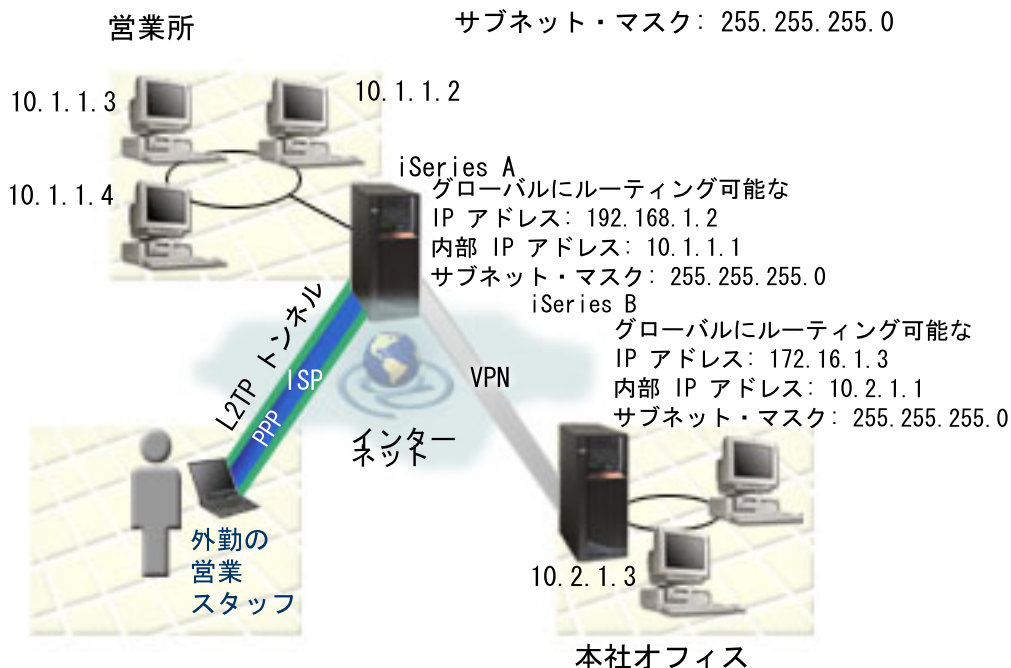 営業所
サブネット・マスク: 255.255.255.0
10.1.1.3
10.1.1.2
10.1.1.4
iSeries A
グローバルにルーティング可能な
IP アドレス: 192.168.1.2
内部 IP アドレス: 10.1.1.1
サブネット・マスク: 255.255.255.0
iSeries B
グローバルにルーティング可能な
IP アドレス: 172.16.1.3
内部 IP アドレス: 10.2.1.1
サブネット・マスク: 255.255.255.0
L2TP トンネル
ISP
PPP
VPN
インター
ネット
外勤の
営業
スタッフ
10.2.1.3
本社オフィス